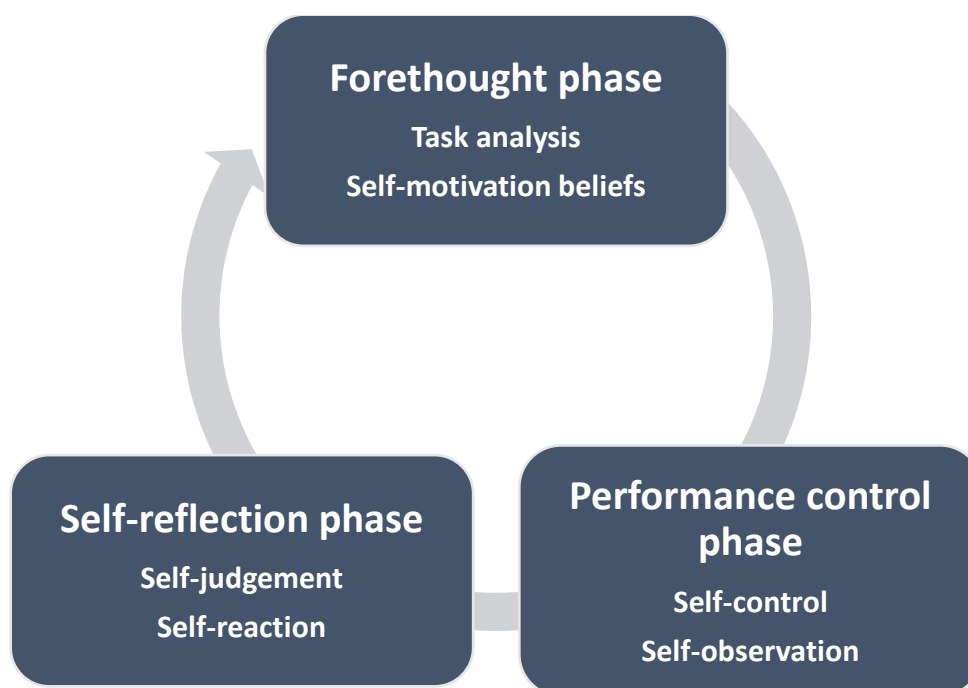 Forethought phase
Task analysis
Self-motivation beliefs
Performance control
phase
Self-control
Self-observation
Self-reflection phase
Self-judgement
Self-reaction